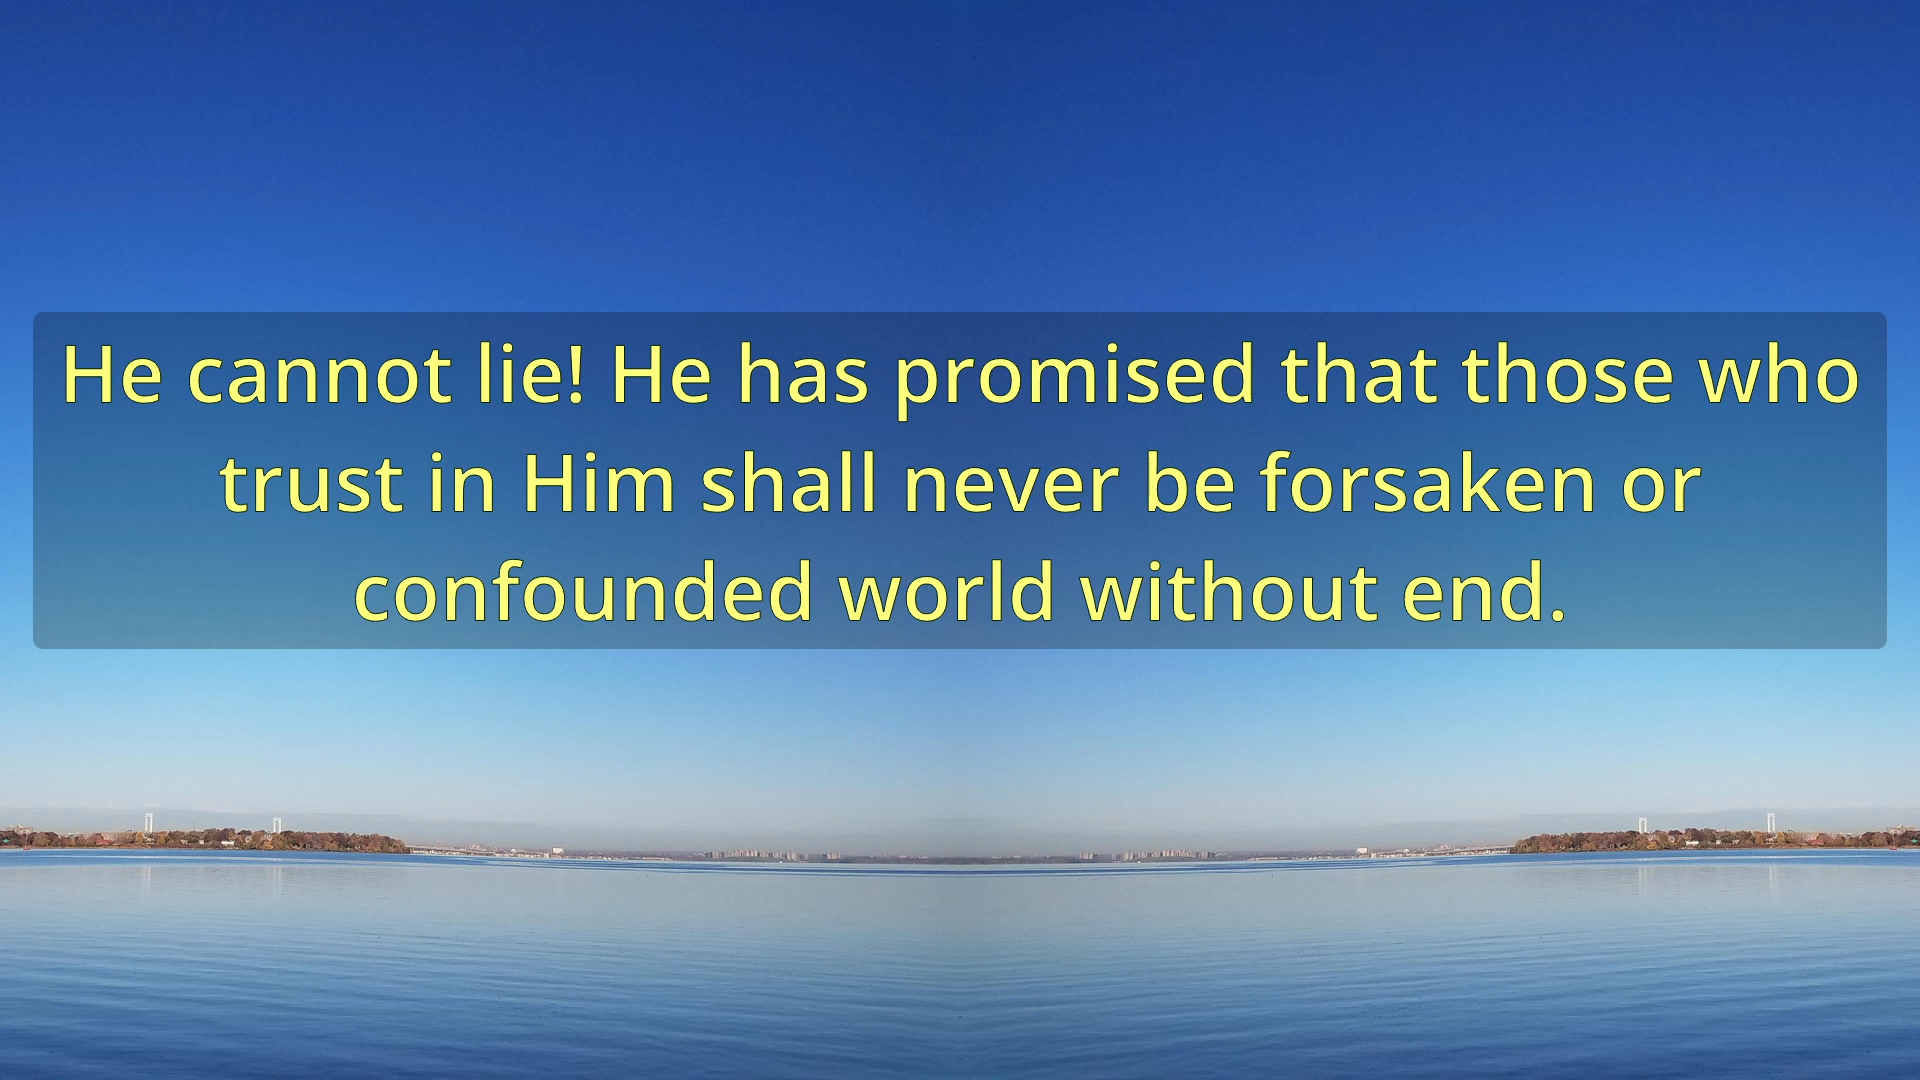 He cannot lie! He has promised that those who
trust in Him shall never be forsaken or
confounded world without end.